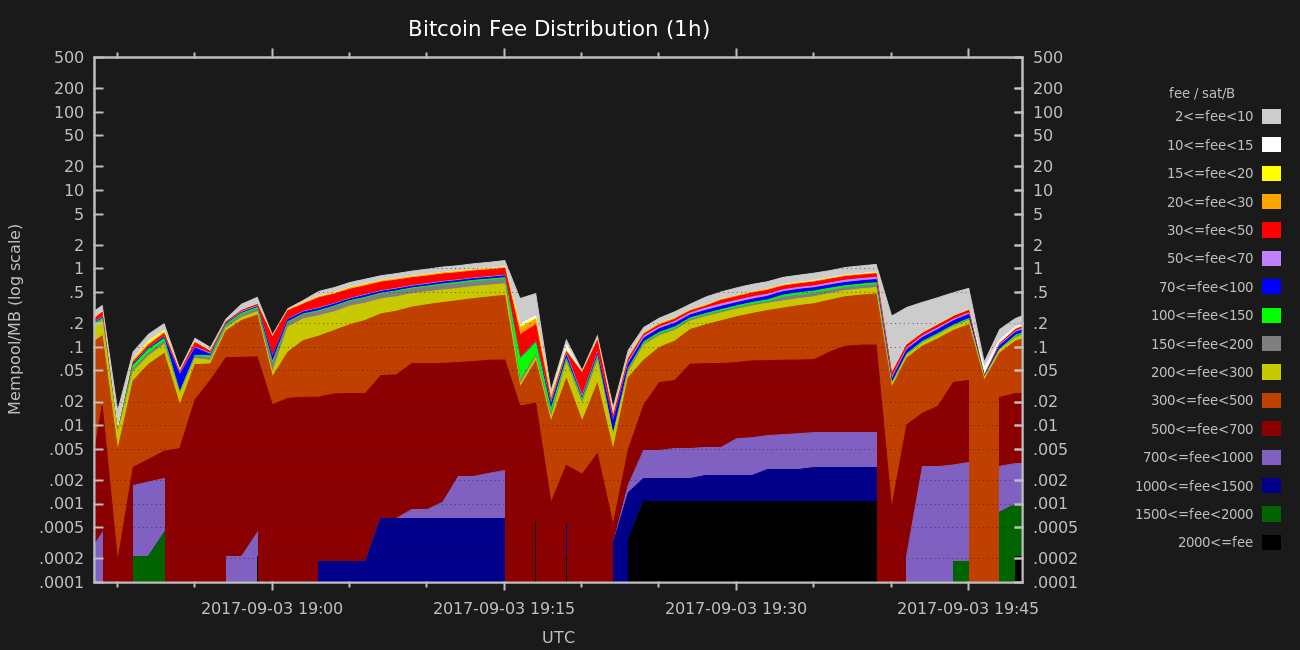 Bitcoin Fee Distribution (1h)
Mempool/MB (log scale)
500
200
100
50
20
10
5
2
1
.5
.2
.1
.05
.02
.01
.005
.002
.001
.0005
.0002
.0001
500
200
100
50
20
10
5
2
1
.5
.2
.1
.05
.02
.01
.005
.002
.001
.0005
.0002
.0001
2017-09-03 19:00
2017-09-03 19:15
2017-09-03 19:30
2017-09-03 19:45
UTC
fee / sat/B
2<=fee<10
10<=fee<15
15<=fee<20
20<=fee<30
30<=fee<50
50<=fee<70
70<=fee<100
100<=fee<150
150<=fee<200
200<=fee<300
300<=fee<500
500<=fee<700
700<=fee<1000
1000<=fee<1500
1500<=fee<2000
2000<=fee